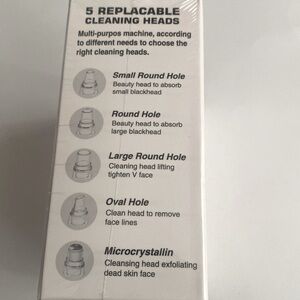 5 REPLACABLE
CLEANING HEADS
Multi-purpos machine, according
to different needs to choose the
right cleaning heads.
Small Round Hole
Beauty head to absorb
small blackhead
Round Hole
Beauty head to absorb
large blackhead
Large Round Hole
Cleaning head lifting
tighten V face
Oval Hole
Clean head to remove
face lines
Microcrystallin
Cleansing head exfoliating
dead skin face